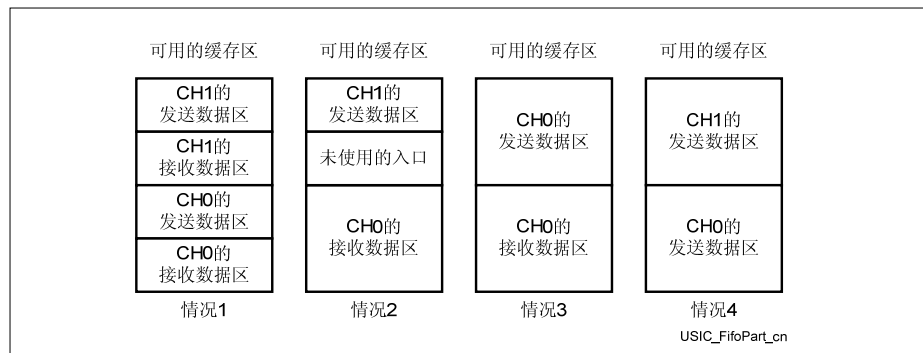 可用的缓存区 可用的缓存区 可用的缓存区 可用的缓存区
CH1的
发送数据区
CH1的
接收数据区
CH0的
发送数据区
CH0的
接收数据区
情况1
CH1的
发送数据区
未使用的入口
CH0的
接收数据区
情况2
CH0的
发送数据区
CH0的
接收数据区
情况3
CH1的
发送数据区
CH0的
发送数据区
情况4
USIC_FifoPart_cn